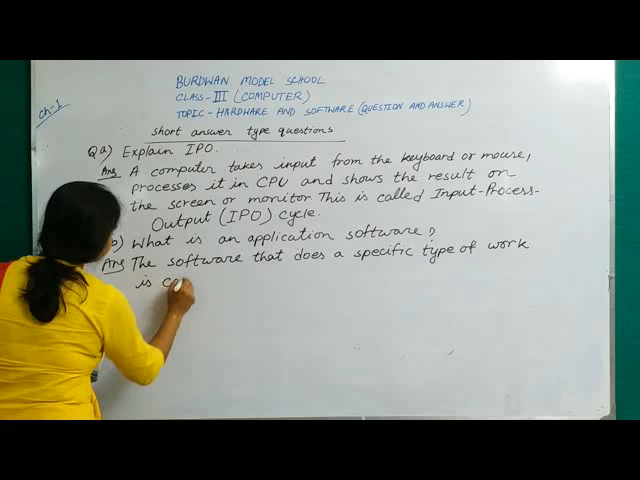 BURDWAN MODEL SCHOOL
CLASS-III (COMPUTER)
Ch-1
TOPIC-HARDWARE AND SOFTWARE (QUESTION AND ANSWER)
short answer type questions
Qa) Explain IPO.
Ans A computer takes input from the keyboard or mouse,
processes it in CPU and shows the result on
the screen or monitor This is called Input-Process-
Output (IPO) Cycle.
b) What is an application software?
Ans The software that does a specific type of work
is c